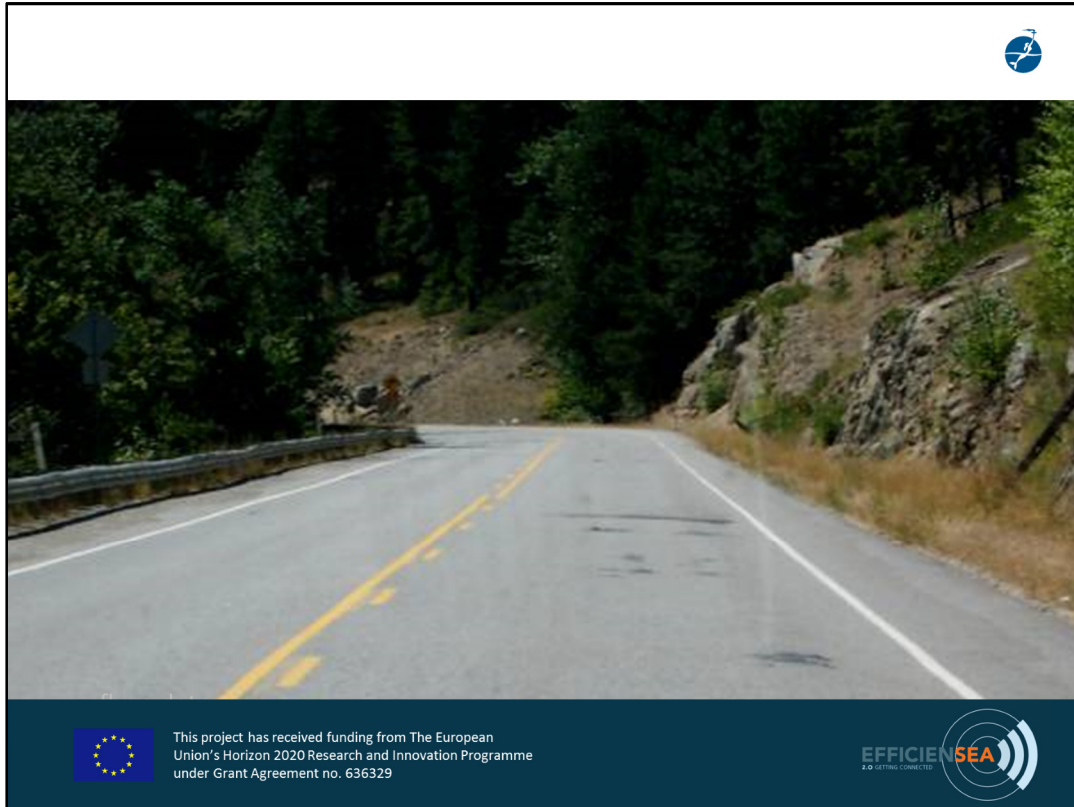 This project has received funding from The European
Union's Horizon 2020 Research and Innovation Programme
under Grant Agreement no. 636329
EFFICIENSEA
2.0 GETTING CONNECTED